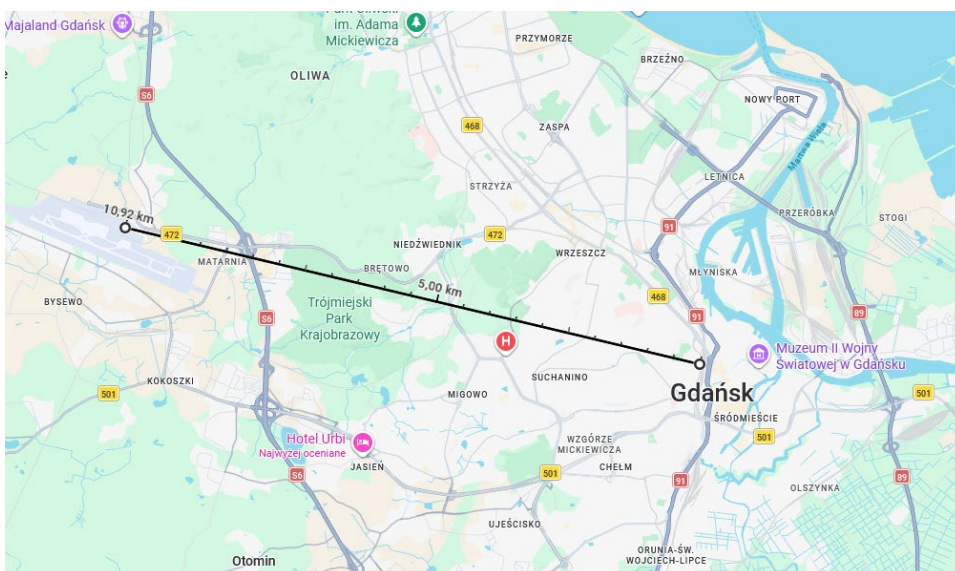 Majaland Gdańsk
im. Adama
Mickiewicza
PRZYMORZE
BRZEŹNO
OLIWA
S6
NOWY PORT
468
ZASPA
Martwa Wisła
STRZYŻA
LETNICA
10,92 km
472
PRZERÓBKA
STOGI
91
NIEDŹWIEDNIK
472
WRZESZCZ
MATARNIA
BRĘTOWO
MŁYNISKA
5,00 km
BYSEWO
Trójmiejski
Park
Krajobrazowy
468
S6
91
89
H
Muzeum II Wojny
Światowej w Gdańsku
SUCHANINO
KOKOSZKI
501
MIGOWO
Gdańsk
501
ŚRÓDMIEŚCIE
Hotel Urbi
Najwyżej oceniane
JASIEŃ
WZGÓRZE
MICKIEWICZA
501
CHEŁM
501
S6
91
89
OLSZYNKA
UJEŚCISKO
Otomin
ORUNIA-ŚW.
WOJCIECH-LIPCE